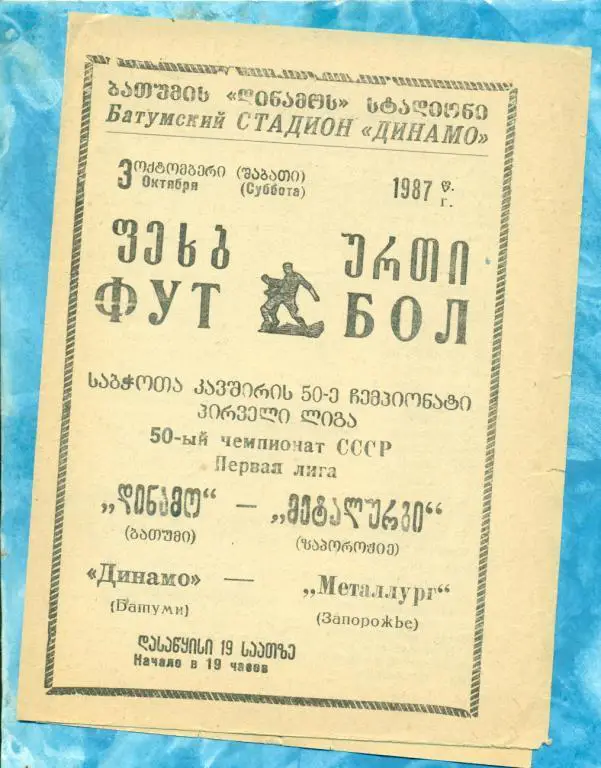 ბათუმის «დინამოს» სტადიონი
Батумский СТАДИОН «ДИНАМО»
3 ოქტომბერი (შაბათი) 1987 წ.
Октября (Суббота) г.
ფეხბ ურთი
ФУТ БОЛ
საბჭოთა კავშირის 50-ე ჩემპიონატი
პირველი ლიგა
50-ый чемпионат СССР
Первая лига
„დინამო“ — „მეტალურგი“
(ბათუმი) (ზაპოროჟიე)
«Динамо» — „Металлург“
(Батуми) (Запорожье)
დასაწყისი 19 საათზე
Начало в 19 часов